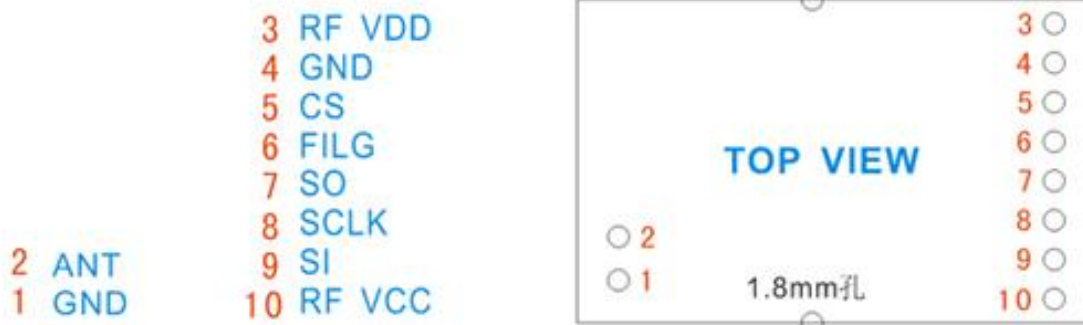 3 RF VDD
4 GND
5 CS
6 FILG
7 SO
8 SCLK
9 SI
10 RF VCC
2 ANT
1 GND
3
4
5
6
7
8
9
10
TOP VIEW
2
1
1.8mm孔